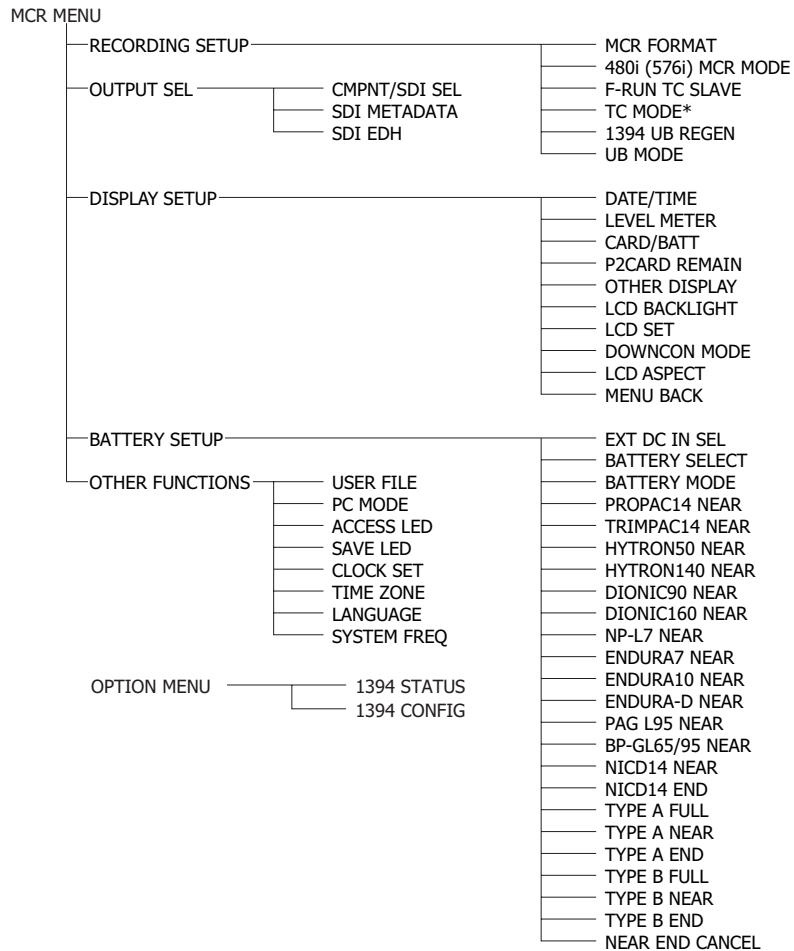 MCR MENU
RECORDING SETUP
MCR FORMAT
480i (576i) MCR MODE
F-RUN TC SLAVE
TC MODE*
1394 UB REGEN
UB MODE
OUTPUT SEL
CMPNT/SDI SEL
SDI METADATA
SDI EDH
DISPLAY SETUP
DATE/TIME
LEVEL METER
CARD/BATT
P2CARD REMAIN
OTHER DISPLAY
LCD BACKLIGHT
LCD SET
DOWNCON MODE
LCD ASPECT
MENU BACK
BATTERY SETUP
EXT DC IN SEL
BATTERY SELECT
BATTERY MODE
PROPAC14 NEAR
TRIMPAC14 NEAR
HYTRON50 NEAR
HYTRON140 NEAR
DIONIC90 NEAR
DIONIC160 NEAR
NP-L7 NEAR
ENDURA7 NEAR
ENDURA10 NEAR
ENDURA-D NEAR
PAG L95 NEAR
BP-GL65/95 NEAR
NICD14 NEAR
NICD14 END
TYPE A FULL
TYPE A NEAR
TYPE A END
TYPE B FULL
TYPE B NEAR
TYPE B END
NEAR END CANCEL
OTHER FUNCTIONS
USER FILE
PC MODE
ACCESS LED
SAVE LED
CLOCK SET
TIME ZONE
LANGUAGE
SYSTEM FREQ
OPTION MENU
1394 STATUS
1394 CONFIG